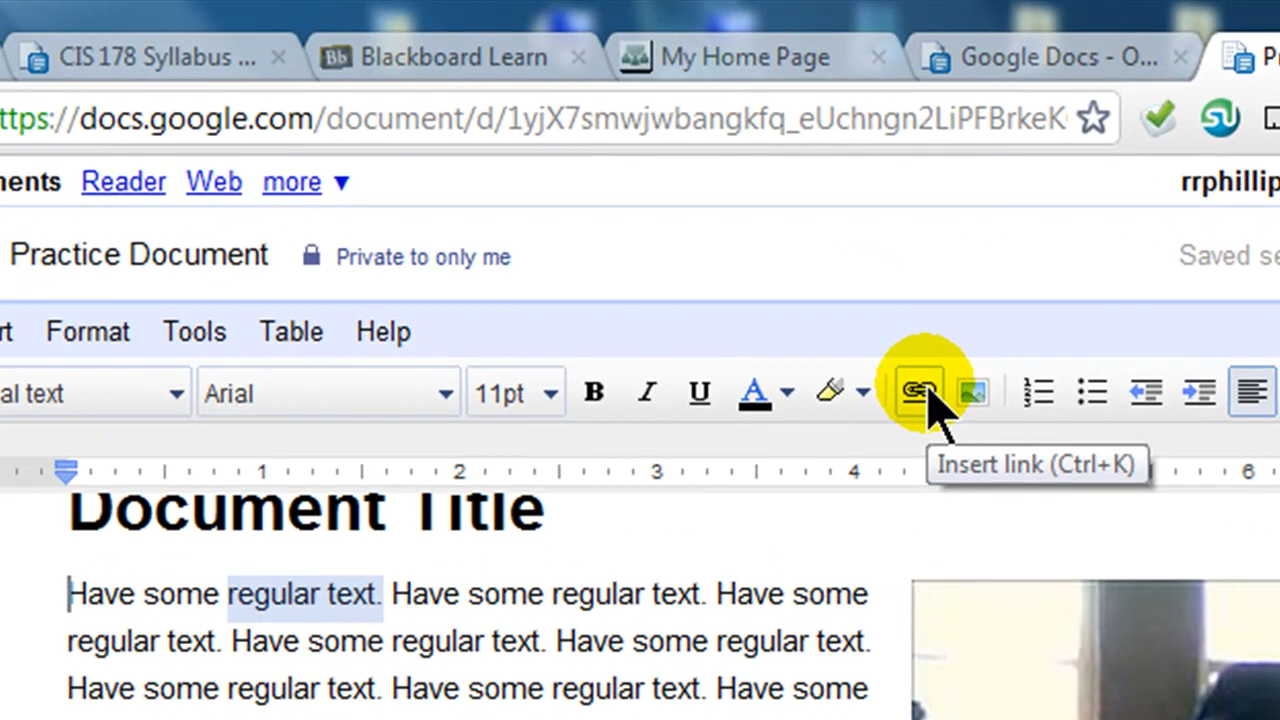 CIS 178 Syllabus ... Blackboard Learn My Home Page Google Docs - O...
ttps://docs.google.com/document/d/1yjX7smwjwbangkfq_eUchngn2LiPFBrkeK
ments Reader Web more ▼ rrphillip
Practice Document Private to only me Saved se
rt Format Tools Table Help
al text Arial 11pt B I U A
Insert link (Ctrl+K)
1 2 3 4 6
Document Title
Have some regular text. Have some regular text. Have some
regular text. Have some regular text. Have some regular text.
Have some regular text. Have some regular text. Have some